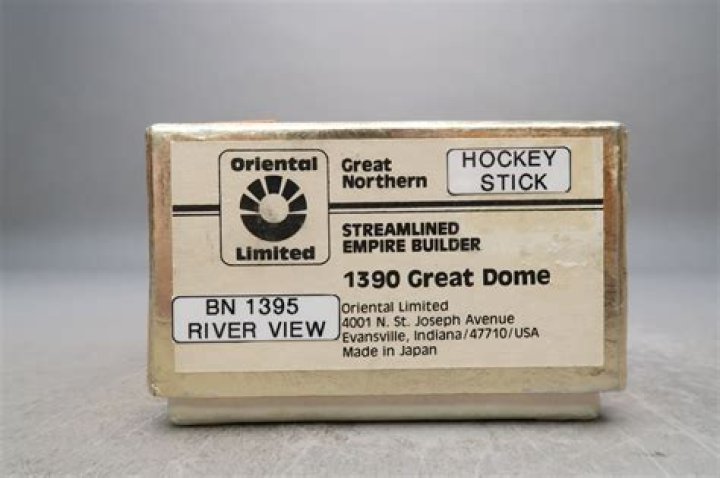 Oriental
Limited
Great
Northern
HOCKEY
STICK
STREAMLINED
EMPIRE BUILDER
1390 Great Dome
BN 1395
RIVER VIEW
Oriental Limited
4001 N. St. Joseph Avenue
Evansville, Indiana/47710/USA
Made in Japan